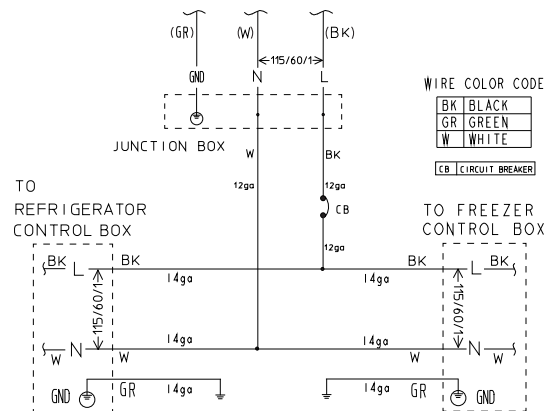 (GR) (W) (BK)
115/60/1
GND N L
WIRE COLOR CODE
BK BLACK
GR GREEN
W WHITE
JUNCTION BOX
W BK
CB CIRCUIT BREAKER
12ga 12ga
TO
REFRIGERATOR
CONTROL BOX
CB
TO FREEZER
CONTROL BOX
12ga
BK L BK BK L BK
14ga 14ga
115/60/1 115/60/1
14ga 14ga
W N W W N W
GND GR 14ga 14ga GR GND